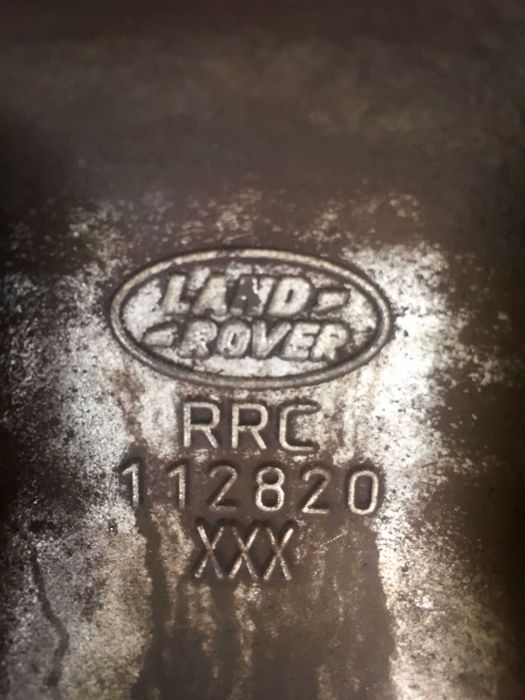 LAND-
-ROVER
RRC
112820
XXX